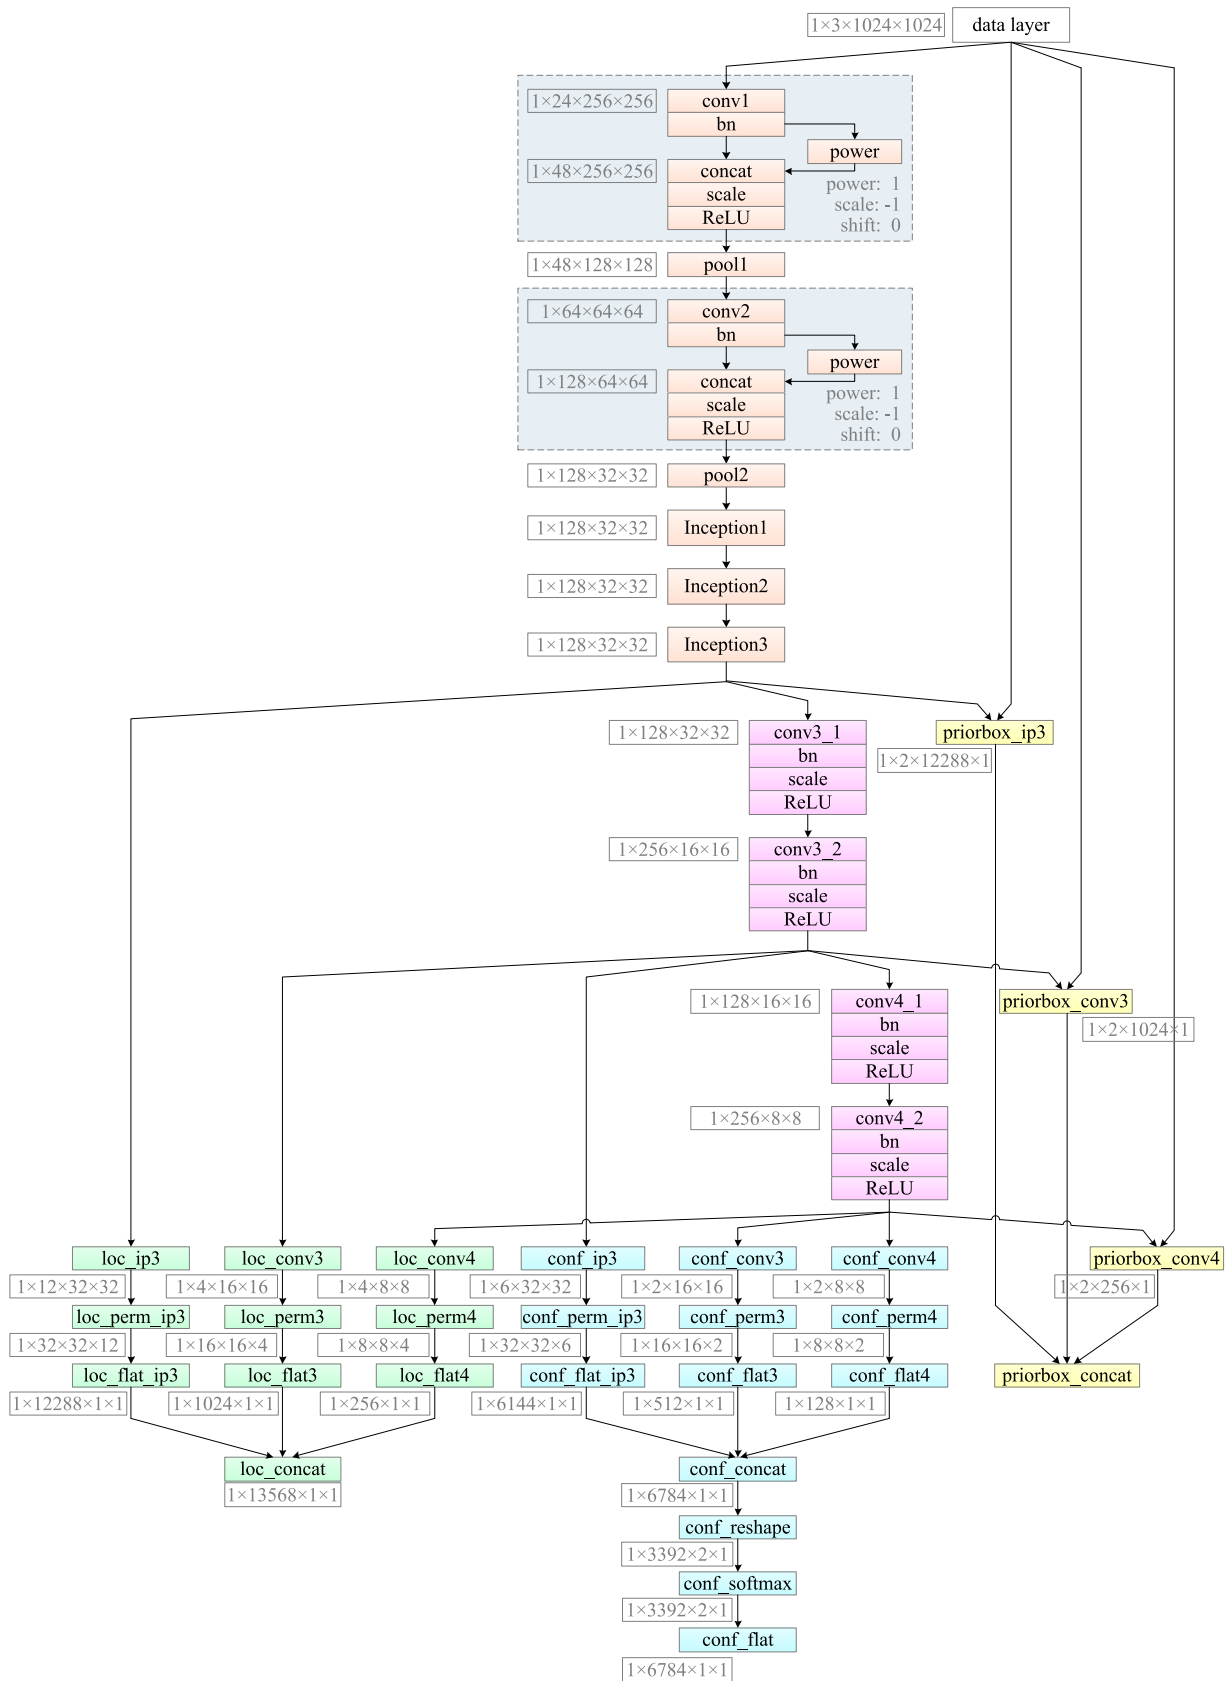 1×3×1024×1024 data layer
1×24×256×256 conv1
bn
power
1×48×256×256 concat
power: 1
scale
scale: -1
ReLU
shift: 0
1×48×128×128 pool1
1×64×64×64 conv2
bn
power
1×128×64×64 concat
power: 1
scale
scale: -1
ReLU
shift: 0
1×128×32×32 pool2
1×128×32×32 Inception1
1×128×32×32 Inception2
1×128×32×32 Inception3
1×128×32×32 conv3_1 priorbox_ip3
bn 1×2×12288×1
scale
ReLU
1×256×16×16 conv3_2
bn
scale
ReLU
1×128×16×16 conv4_1 priorbox_conv3
bn 1×2×1024×1
scale
ReLU
1×256×8×8 conv4_2
bn
scale
ReLU
loc_ip3 loc_conv3 loc_conv4 conf_ip3 conf_conv3 conf_conv4 priorbox_conv4
1×12×32×32 1×4×16×16 1×4×8×8 1×6×32×32 1×2×16×16 1×2×8×8 1×2×256×1
loc_perm_ip3 loc_perm3 loc_perm4 conf_perm_ip3 conf_perm3 conf_perm4
1×32×32×12 1×16×16×4 1×8×8×4 1×32×32×6 1×16×16×2 1×8×8×2
loc_flat_ip3 loc_flat3 loc_flat4 conf_flat_ip3 conf_flat3 conf_flat4 priorbox_concat
1×12288×1×1 1×1024×1×1 1×256×1×1 1×6144×1×1 1×512×1×1 1×128×1×1
loc_concat conf_concat
1×13568×1×1 1×6784×1×1
conf_reshape
1×3392×2×1
conf_softmax
1×3392×2×1
conf_flat
1×6784×1×1